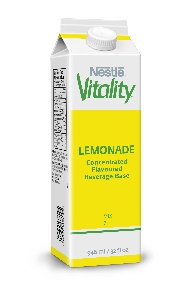 Nestlé
Vitality
LEMONADE
Concentrated
Flavoured
Beverage Base
946 ml / 32 fl oz